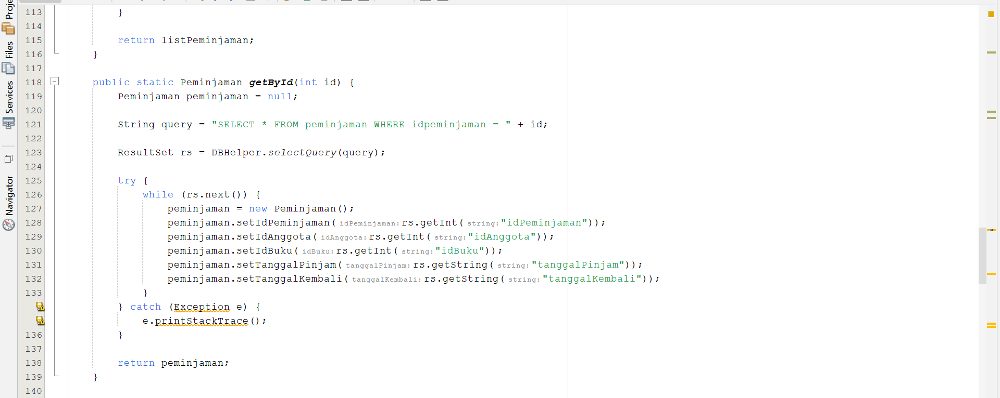 Proje
Files
Services
Navigator
113 }
114
115 return listPeminjaman;
116 }
117
118 public static Peminjaman getById(int id) {
119 Peminjaman peminjaman = null;
120
121 String query = "SELECT * FROM peminjaman WHERE idpeminjaman = " + id;
122
123 ResultSet rs = DBHelper.selectQuery(query);
124
125 try {
126 while (rs.next()) {
127 peminjaman = new Peminjaman();
128 peminjaman.setIdPeminjaman( idPeminjaman: rs.getInt( string: "idPeminjaman"));
129 peminjaman.setIdAnggota( idAnggota: rs.getInt( string: "idAnggota"));
130 peminjaman.setIdBuku( idBuku: rs.getInt( string: "idBuku"));
131 peminjaman.setTanggalPinjam( tanggalPinjam: rs.getString( string: "tanggalPinjam"));
132 peminjaman.setTanggalKembali( tanggalKembali: rs.getString( string: "tanggalKembali"));
133 }
} catch (Exception e) {
e.printStackTrace();
136 }
137
138 return peminjaman;
139 }
140